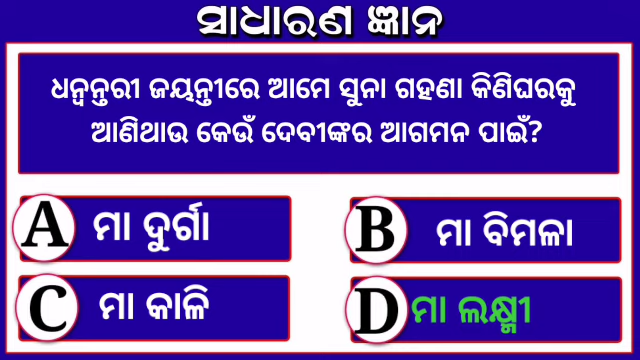 ସାଧାରଣ ଜ୍ଞାନ
ଧନ୍ୱନ୍ତରୀ ଜୟନ୍ତୀରେ ଆମେ ସୁନା ଗହଣା କିଣିଘରକୁ
ଆଣିଥାଉ କେଉଁ ଦେବୀଙ୍କର ଆଗମନ ପାଇଁ?
A ମା ଦୁର୍ଗା
B ମା ବିମଳା
C ମା କାଳି
D ମା ଲକ୍ଷ୍ମୀ